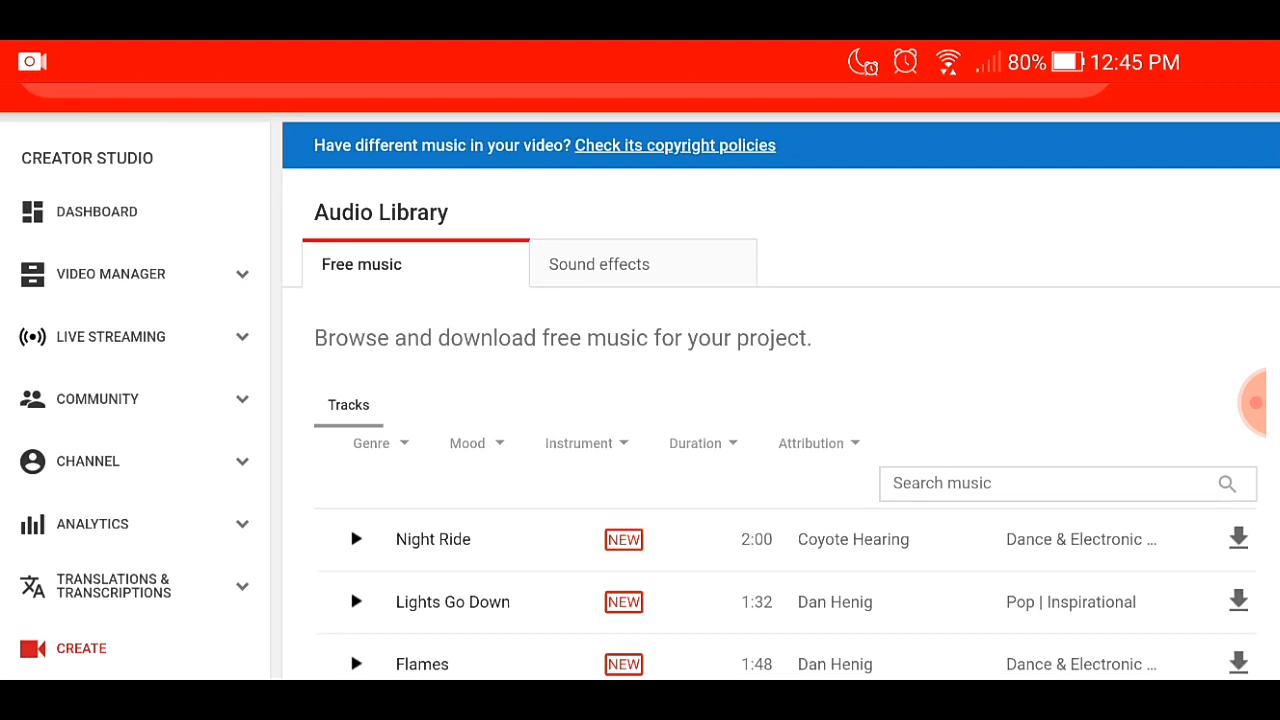 80% 12:45 PM
Have different music in your video? Check its copyright policies
CREATOR STUDIO
DASHBOARD
VIDEO MANAGER
LIVE STREAMING
COMMUNITY
CHANNEL
ANALYTICS
TRANSLATIONS &
TRANSCRIPTIONS
CREATE
Audio Library
Free music Sound effects
Browse and download free music for your project.
Tracks
Genre Mood Instrument Duration Attribution
Search music
Night Ride NEW 2:00 Coyote Hearing Dance & Electronic ...
Lights Go Down NEW 1:32 Dan Henig Pop | Inspirational
Flames NEW 1:48 Dan Henig Dance & Electronic ...